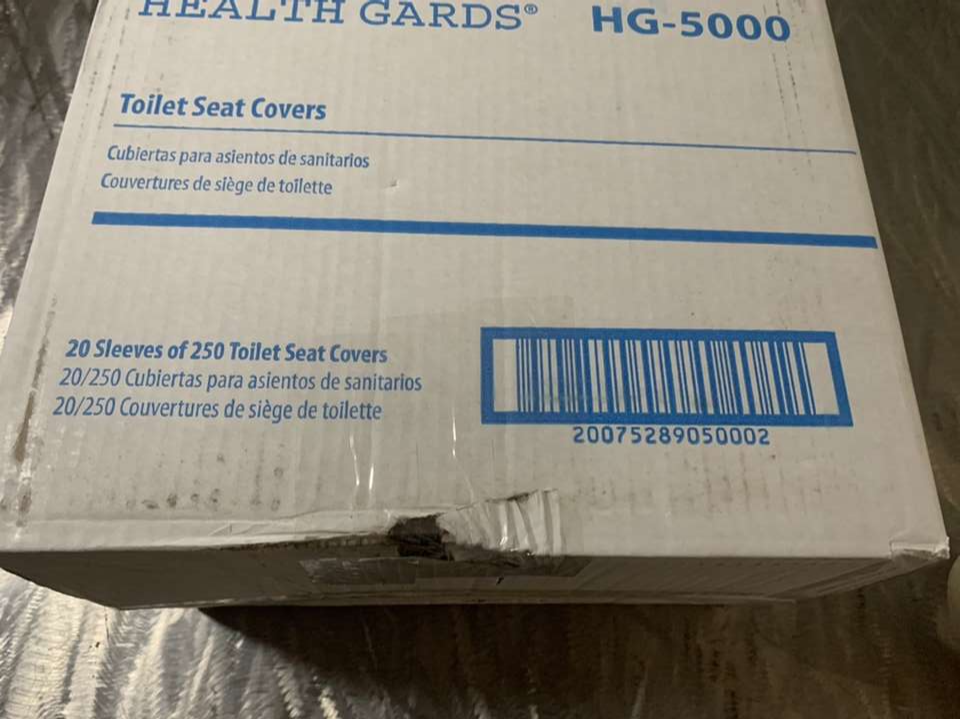 HEALTH GARDS® HG-5000
Toilet Seat Covers
Cubiertas para asientos de sanitarios
Couvertures de siège de toilette
20 Sleeves of 250 Toilet Seat Covers
20/250 Cubiertas para asientos de sanitarios
20/250 Couvertures de siège de toilette
20075289050002